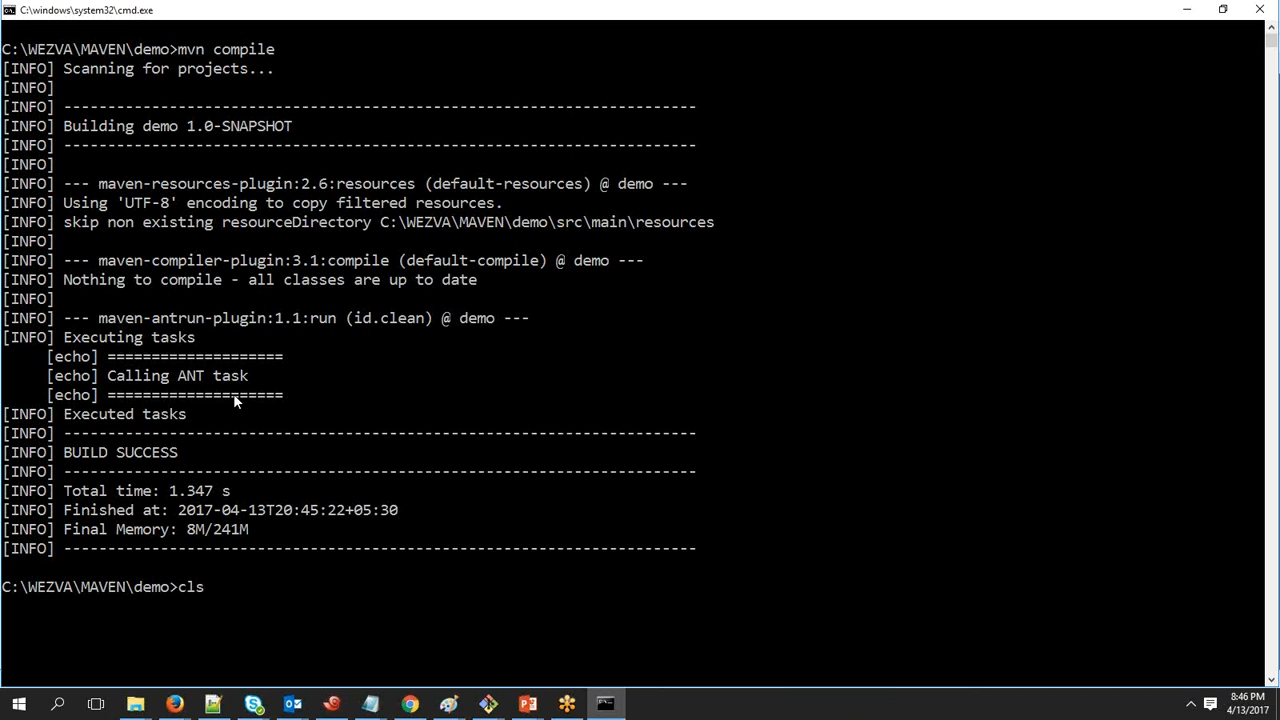 C:\windows\system32\cmd.exe
C:\WEZVA\MAVEN\demo>mvn compile
[INFO] Scanning for projects...
[INFO]
[INFO] ------------------------------------------------------------------------
[INFO] Building demo 1.0-SNAPSHOT
[INFO] ------------------------------------------------------------------------
[INFO]
[INFO] --- maven-resources-plugin:2.6:resources (default-resources) @ demo ---
[INFO] Using 'UTF-8' encoding to copy filtered resources.
[INFO] skip non existing resourceDirectory C:\WEZVA\MAVEN\demo\src\main\resources
[INFO]
[INFO] --- maven-compiler-plugin:3.1:compile (default-compile) @ demo ---
[INFO] Nothing to compile - all classes are up to date
[INFO]
[INFO] --- maven-antrun-plugin:1.1:run (id.clean) @ demo ---
[INFO] Executing tasks
     [echo] ====================
     [echo] Calling ANT task
     [echo] ====================
[INFO] Executed tasks
[INFO] ------------------------------------------------------------------------
[INFO] BUILD SUCCESS
[INFO] ------------------------------------------------------------------------
[INFO] Total time: 1.347 s
[INFO] Finished at: 2017-04-13T20:45:22+05:30
[INFO] Final Memory: 8M/241M
[INFO] ------------------------------------------------------------------------
C:\WEZVA\MAVEN\demo>cls
8:46 PM
4/13/2017